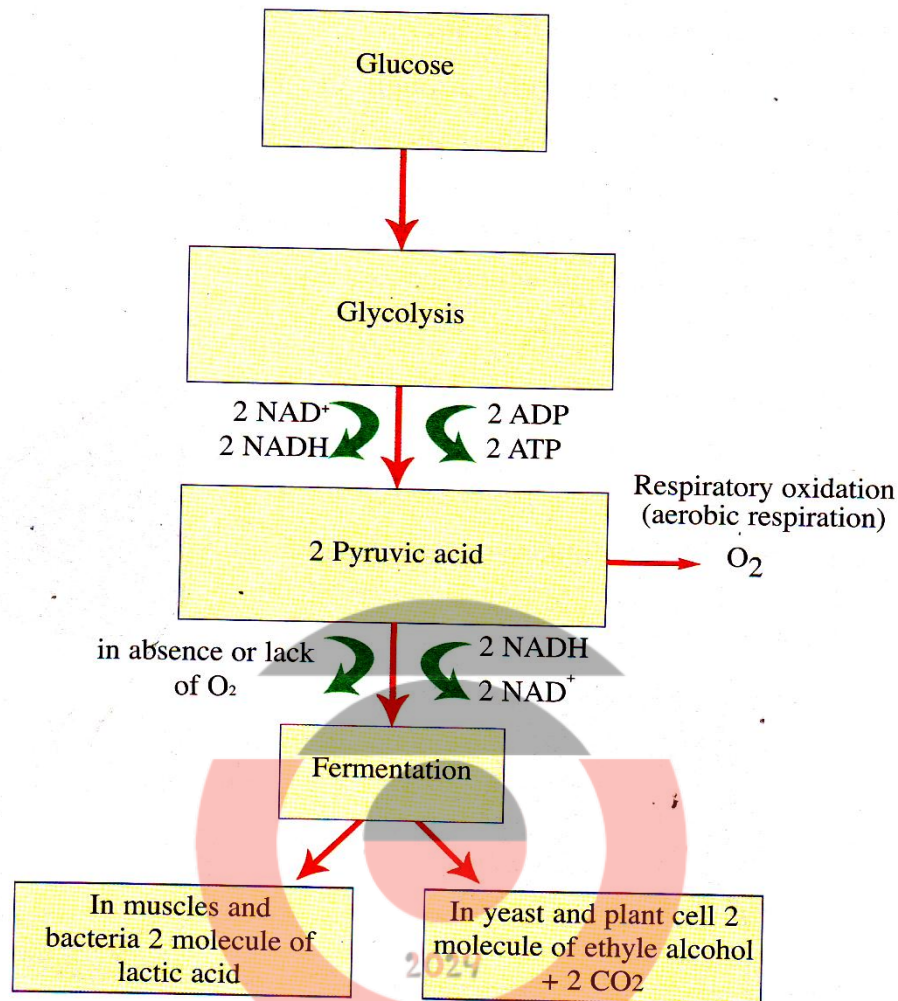 Glucose
Glycolysis
2 NAD⁺
2 NADH
2 ADP
2 ATP
Respiratory oxidation
(aerobic respiration)
O₂
2 Pyruvic acid
in absence or lack
of O₂
2 NADH
2 NAD⁺
Fermentation
In muscles and
bacteria 2 molecule of
lactic acid
In yeast and plant cell 2
molecule of ethyle alcohol
+ 2 CO₂
2024